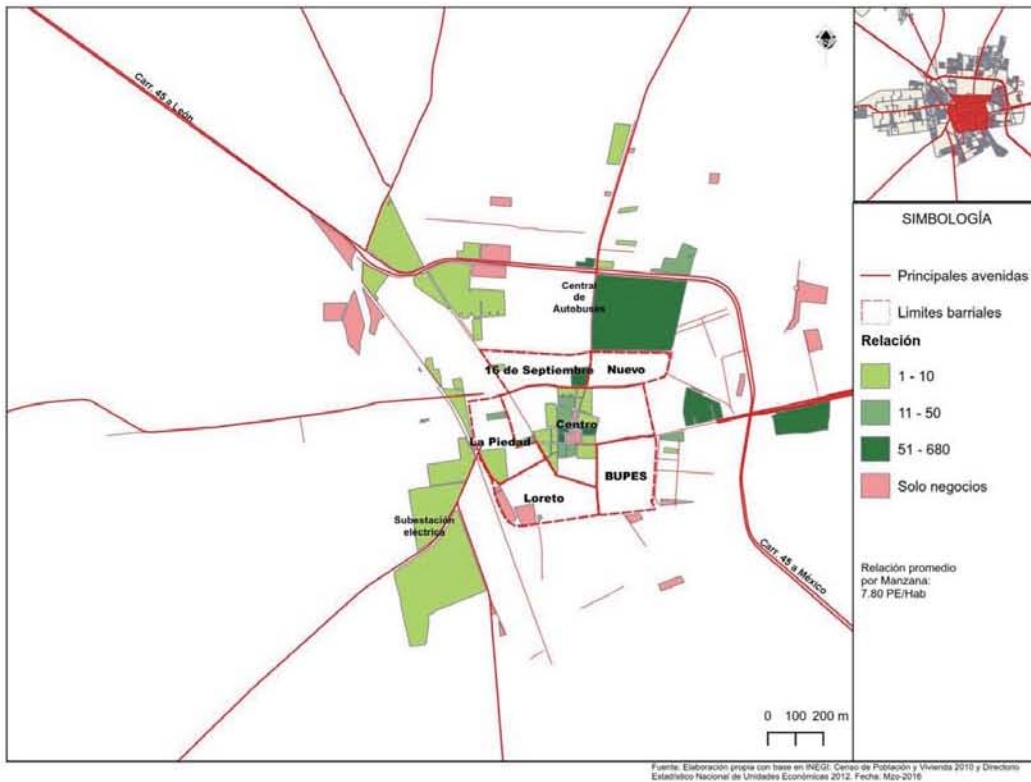 Carr. 45 a León
Central
de
Autobuses
16 de Septiembre
Nuevo
Centro
La Piedad
BUPES
Loreto
Subestación
eléctrica
Carr. 45 a México
0 100 200 m
SIMBOLOGÍA
Principales avenidas
Limites barriales
Relación
1 - 10
11 - 50
51 - 680
Solo negocios
Relación promedio
por Manzana:
7.80 PE/Hab
Fuente: Elaboración propia con base en INEGI: Censo de Población y Vivienda 2010 y Directorio
Estadístico Nacional de Unidades Económicas 2012. Fecha: Mzo-2016